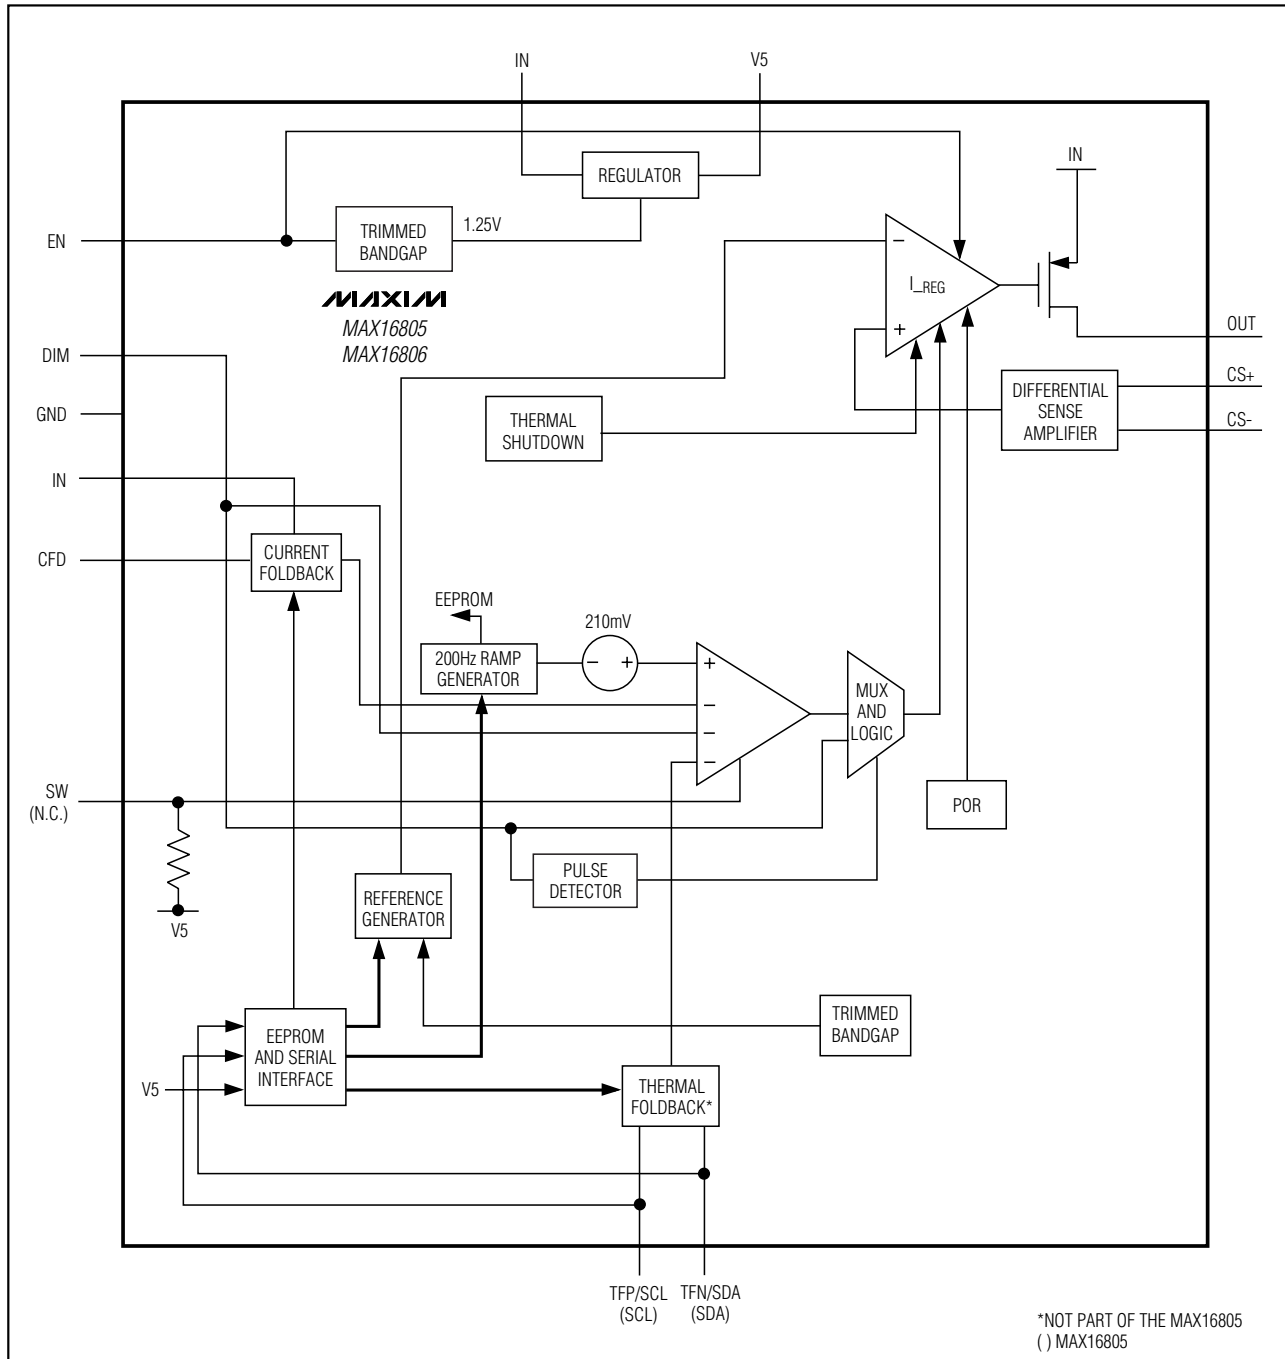 IN
V5
REGULATOR
IN
EN
TRIMMED
BANDGAP
1.25V
MAXIM
MAX16805
MAX16806
−
I_REG
+
OUT
DIM
GND
CS+
CS-
DIFFERENTIAL
SENSE
AMPLIFIER
THERMAL
SHUTDOWN
IN
CFD
CURRENT
FOLDBACK
EEPROM
200Hz RAMP
GENERATOR
210mV
− +
+
−
−
−
MUX
AND
LOGIC
SW
(N.C.)
POR
V5
PULSE
DETECTOR
REFERENCE
GENERATOR
TRIMMED
BANDGAP
EEPROM
AND SERIAL
INTERFACE
V5
THERMAL
FOLDBACK*
TFP/SCL
(SCL)
TFN/SDA
(SDA)
*NOT PART OF THE MAX16805
( ) MAX16805